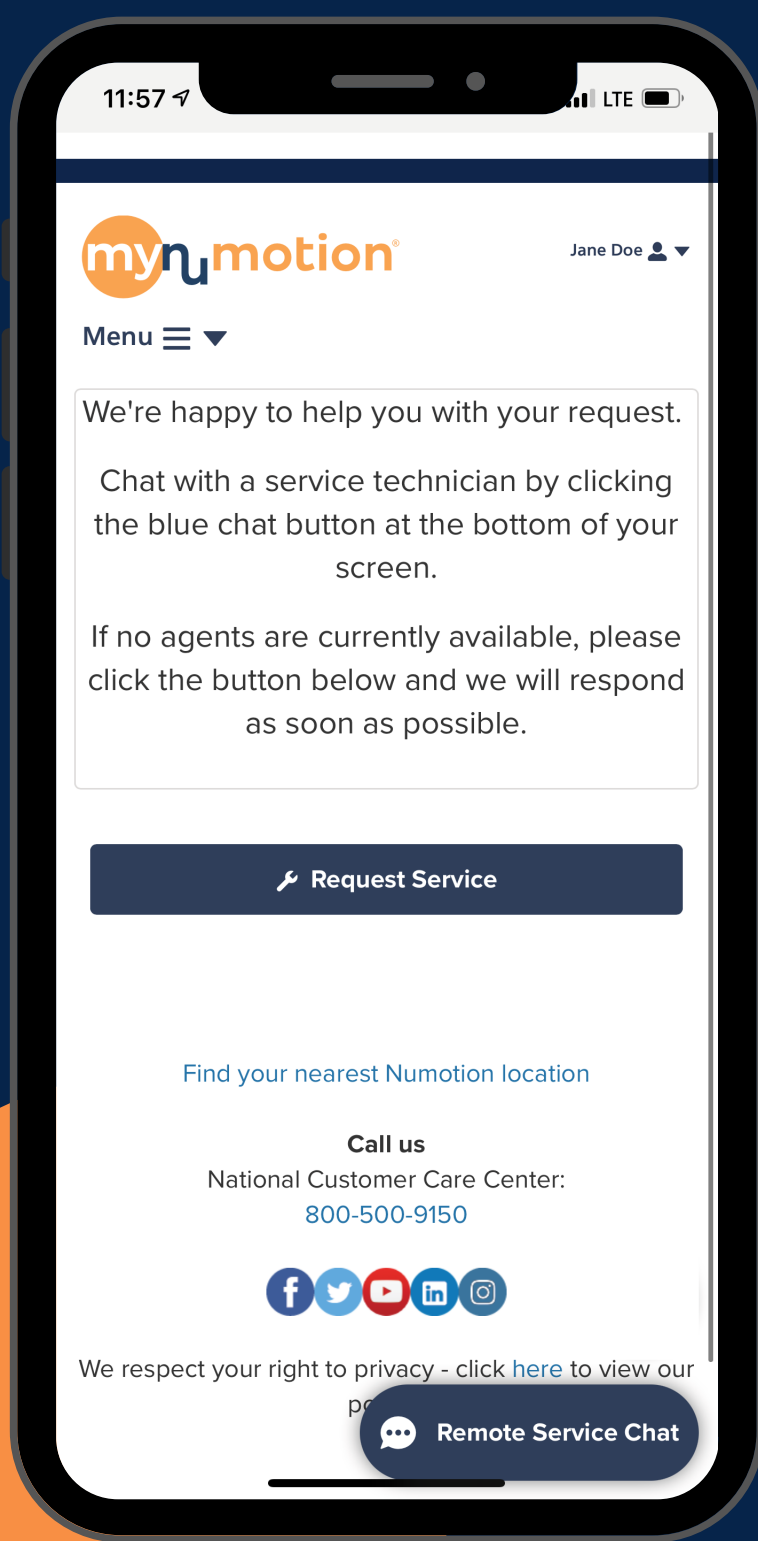 11:57 LTE
mynumotion®
Jane Doe
Menu
We're happy to help you with your request.
Chat with a service technician by clicking
the blue chat button at the bottom of your
screen.
If no agents are currently available, please
click the button below and we will respond
as soon as possible.
Request Service
Find your nearest Numotion location
Call us
National Customer Care Center:
800-500-9150
We respect your right to privacy - click here to view our
Remote Service Chat